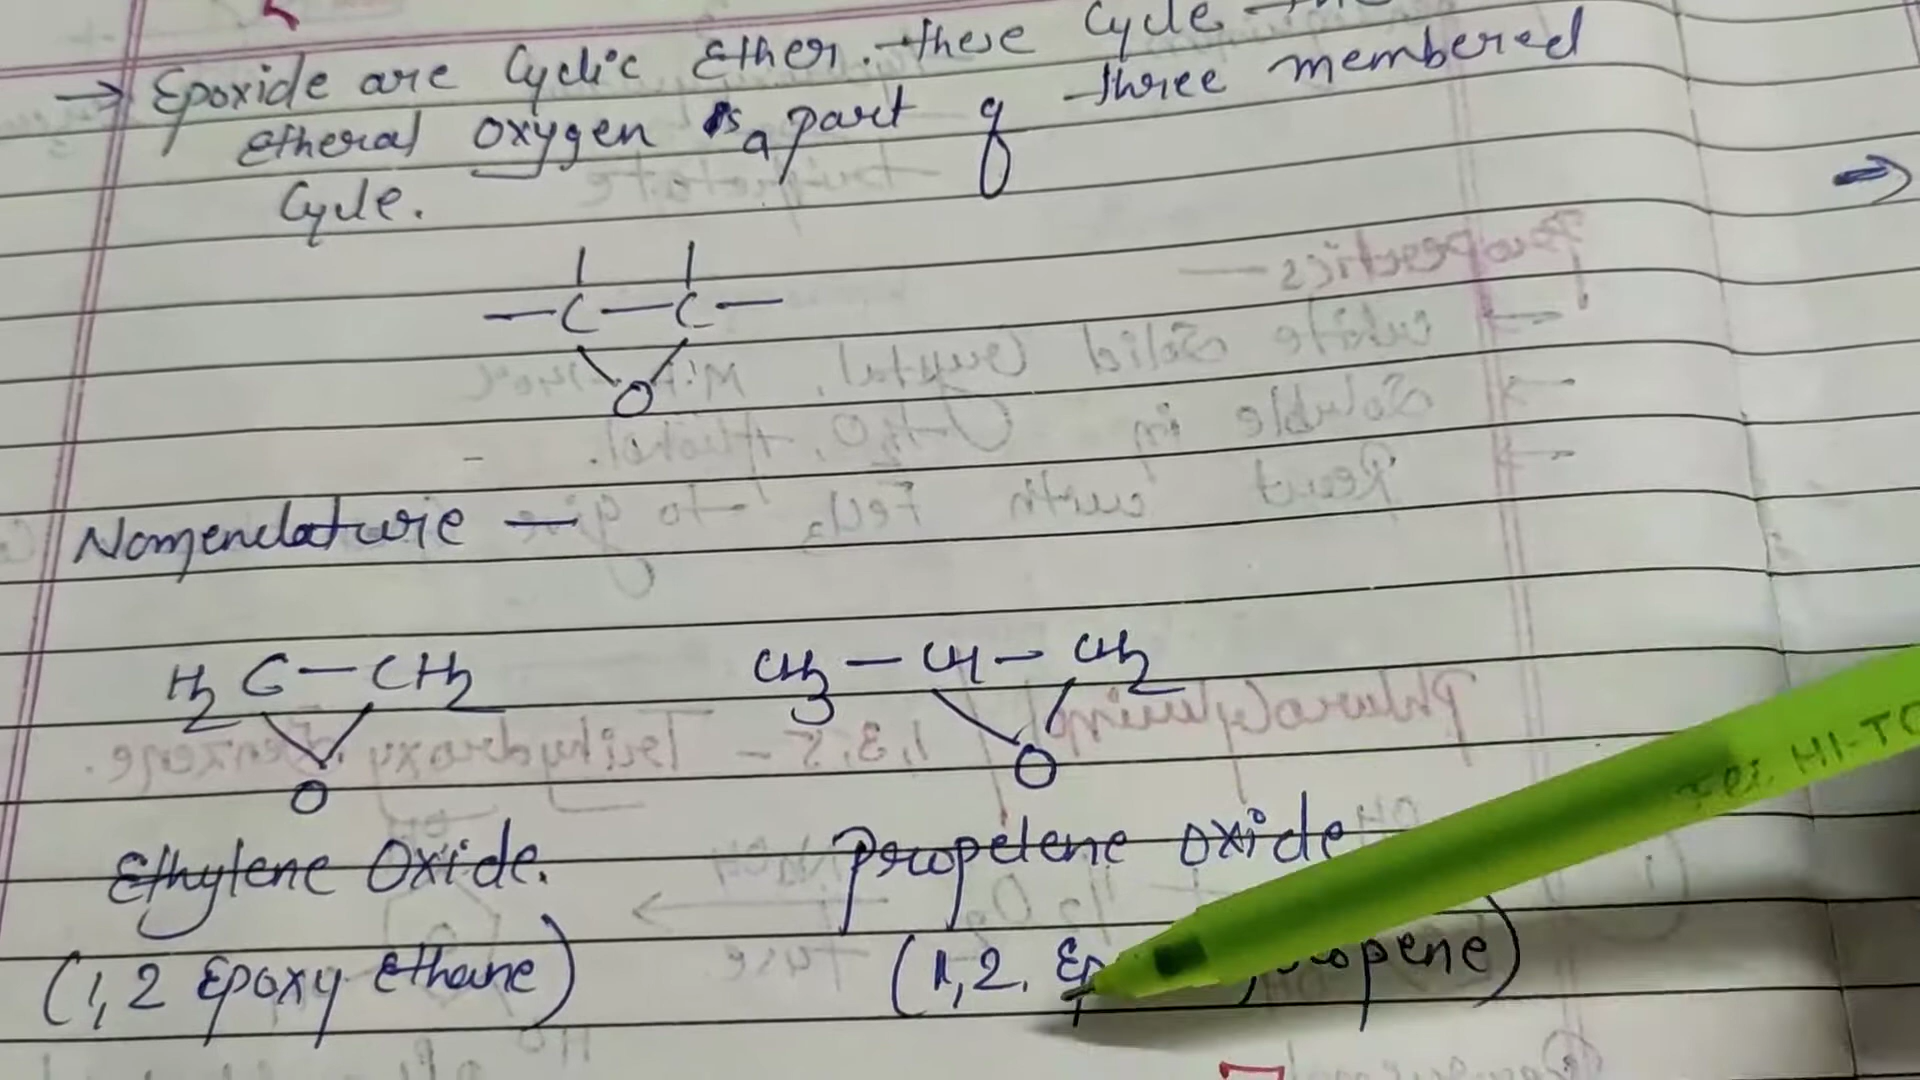 → Epoxide are Cyclic Ether. these Cycle
Etheral oxygen is a part of three membered
Cycle.
— C — C —
O
Nomenclature —
H2C — CH2
O
CH3 — CH — CH2
O
Ethylene Oxide.
Propelene oxide
(1,2 Epoxy Ethane)
(1,2. Ep
opene)